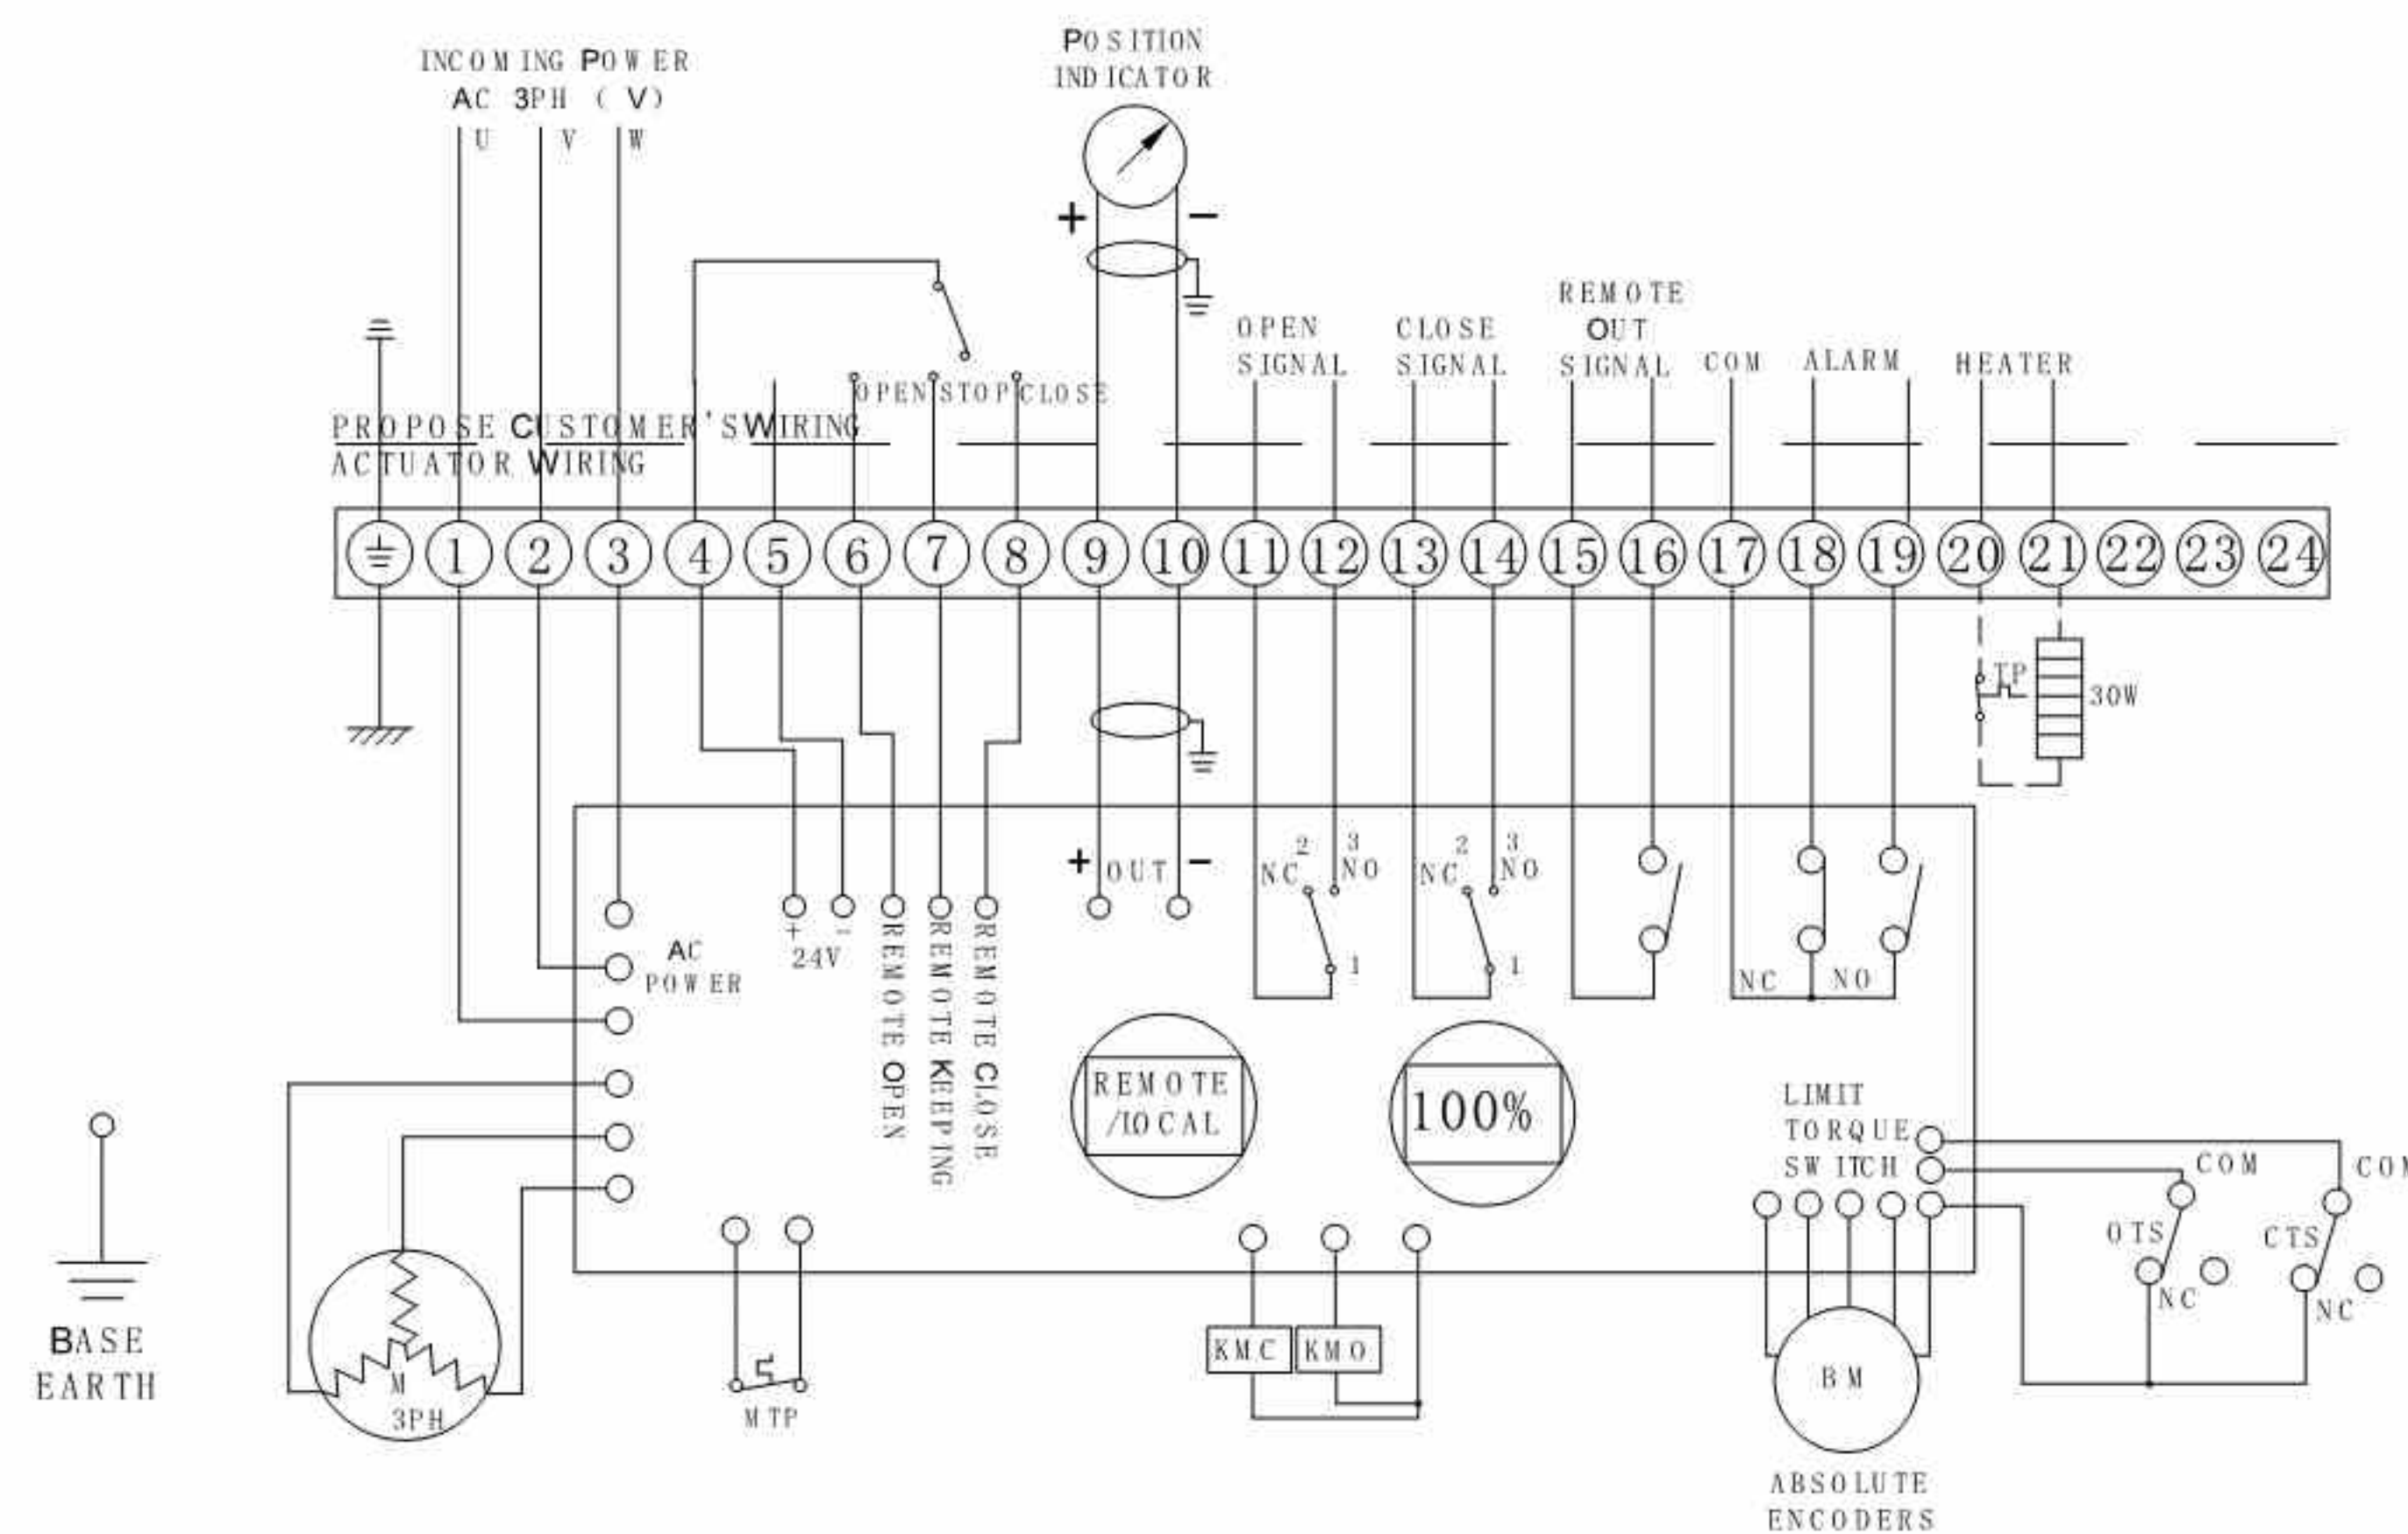 INCOMING POWER
AC 3PH ( V)
U V W
POSITION
INDICATOR
+ −
REMOTE
OUT
SIGNAL
OPEN
SIGNAL
CLOSE
SIGNAL
COM
ALARM
HEATER
OPEN STOP CLOSE
PROPOSE CUSTOMER'S WIRING
ACTUATOR WIRING
1 2 3 4 5 6 7 8 9 10 11 12 13 14 15 16 17 18 19 20 21 22 23 24
TP
30W
+ OUT −
2 3
NC NO
1
2 3
NC NO
1
AC
POWER
+ -
24V
REMOTE OPEN
REMOTE KEEPING
REMOTE CLOSE
NC NO
REMOTE
/LOCAL
100%
LIMIT
TORQUE
SWITCH
COM
COM
OTS
CTS
NC
NC
BASE
EARTH
M
3PH
MTP
KMC
KMO
BM
ABSOLUTE
ENCODERS